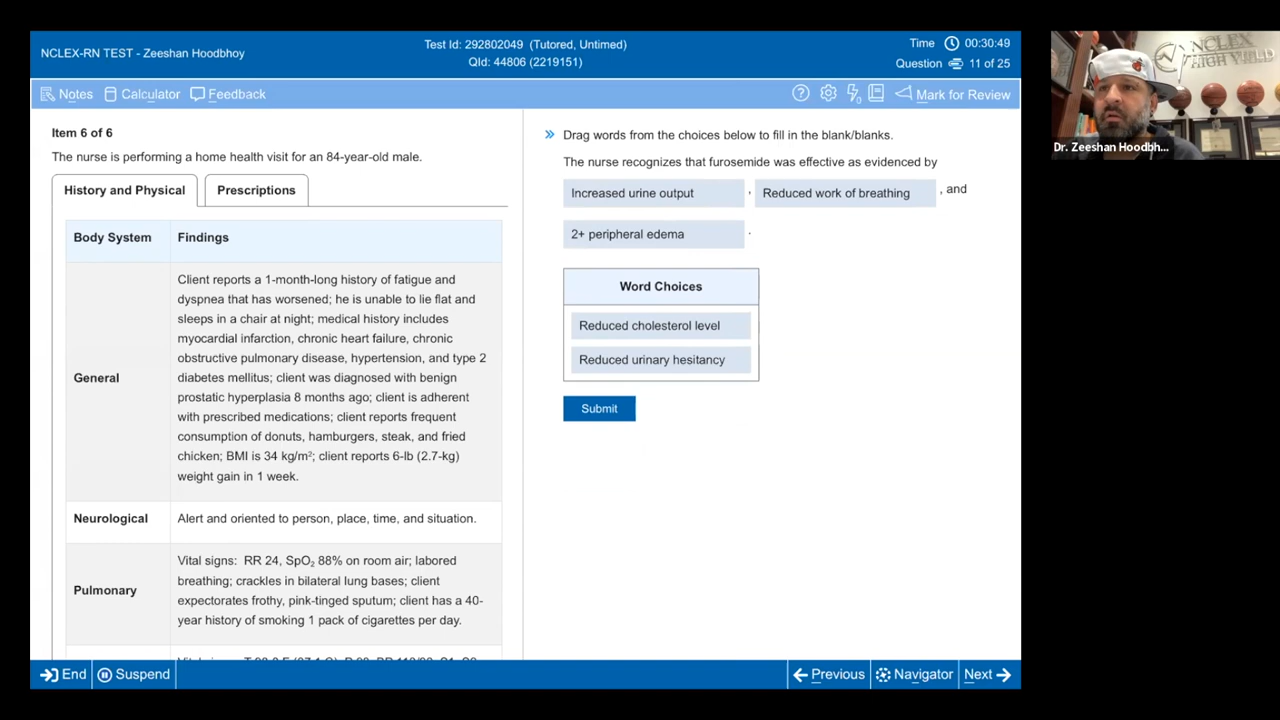 NCLEX-RN TEST - Zeeshan Hoodbhoy
Test Id: 292802049 (Tutored, Untimed)
QId: 44806 (2219151)
Time 00:30:49
Question 11 of 25
Notes Calculator Feedback
Mark for Review
Item 6 of 6
The nurse is performing a home health visit for an 84-year-old male.
History and Physical Prescriptions
Body System Findings
General
Client reports a 1-month-long history of fatigue and
dyspnea that has worsened; he is unable to lie flat and
sleeps in a chair at night; medical history includes
myocardial infarction, chronic heart failure, chronic
obstructive pulmonary disease, hypertension, and type 2
diabetes mellitus; client was diagnosed with benign
prostatic hyperplasia 8 months ago; client is adherent
with prescribed medications; client reports frequent
consumption of donuts, hamburgers, steak, and fried
chicken; BMI is 34 kg/m²; client reports 6-lb (2.7-kg)
weight gain in 1 week.
Neurological
Alert and oriented to person, place, time, and situation.
Pulmonary
Vital signs: RR 24, SpO₂ 88% on room air; labored
breathing; crackles in bilateral lung bases; client
expectorates frothy, pink-tinged sputum; client has a 40-
year history of smoking 1 pack of cigarettes per day.
Drag words from the choices below to fill in the blank/blanks.
The nurse recognizes that furosemide was effective as evidenced by
Increased urine output , Reduced work of breathing , and
2+ peripheral edema .
Word Choices
Reduced cholesterol level
Reduced urinary hesitancy
Submit
End Suspend
Previous Navigator Next
NCLEX
HIGH YIELD
Dr. Zeeshan Hoodbh...